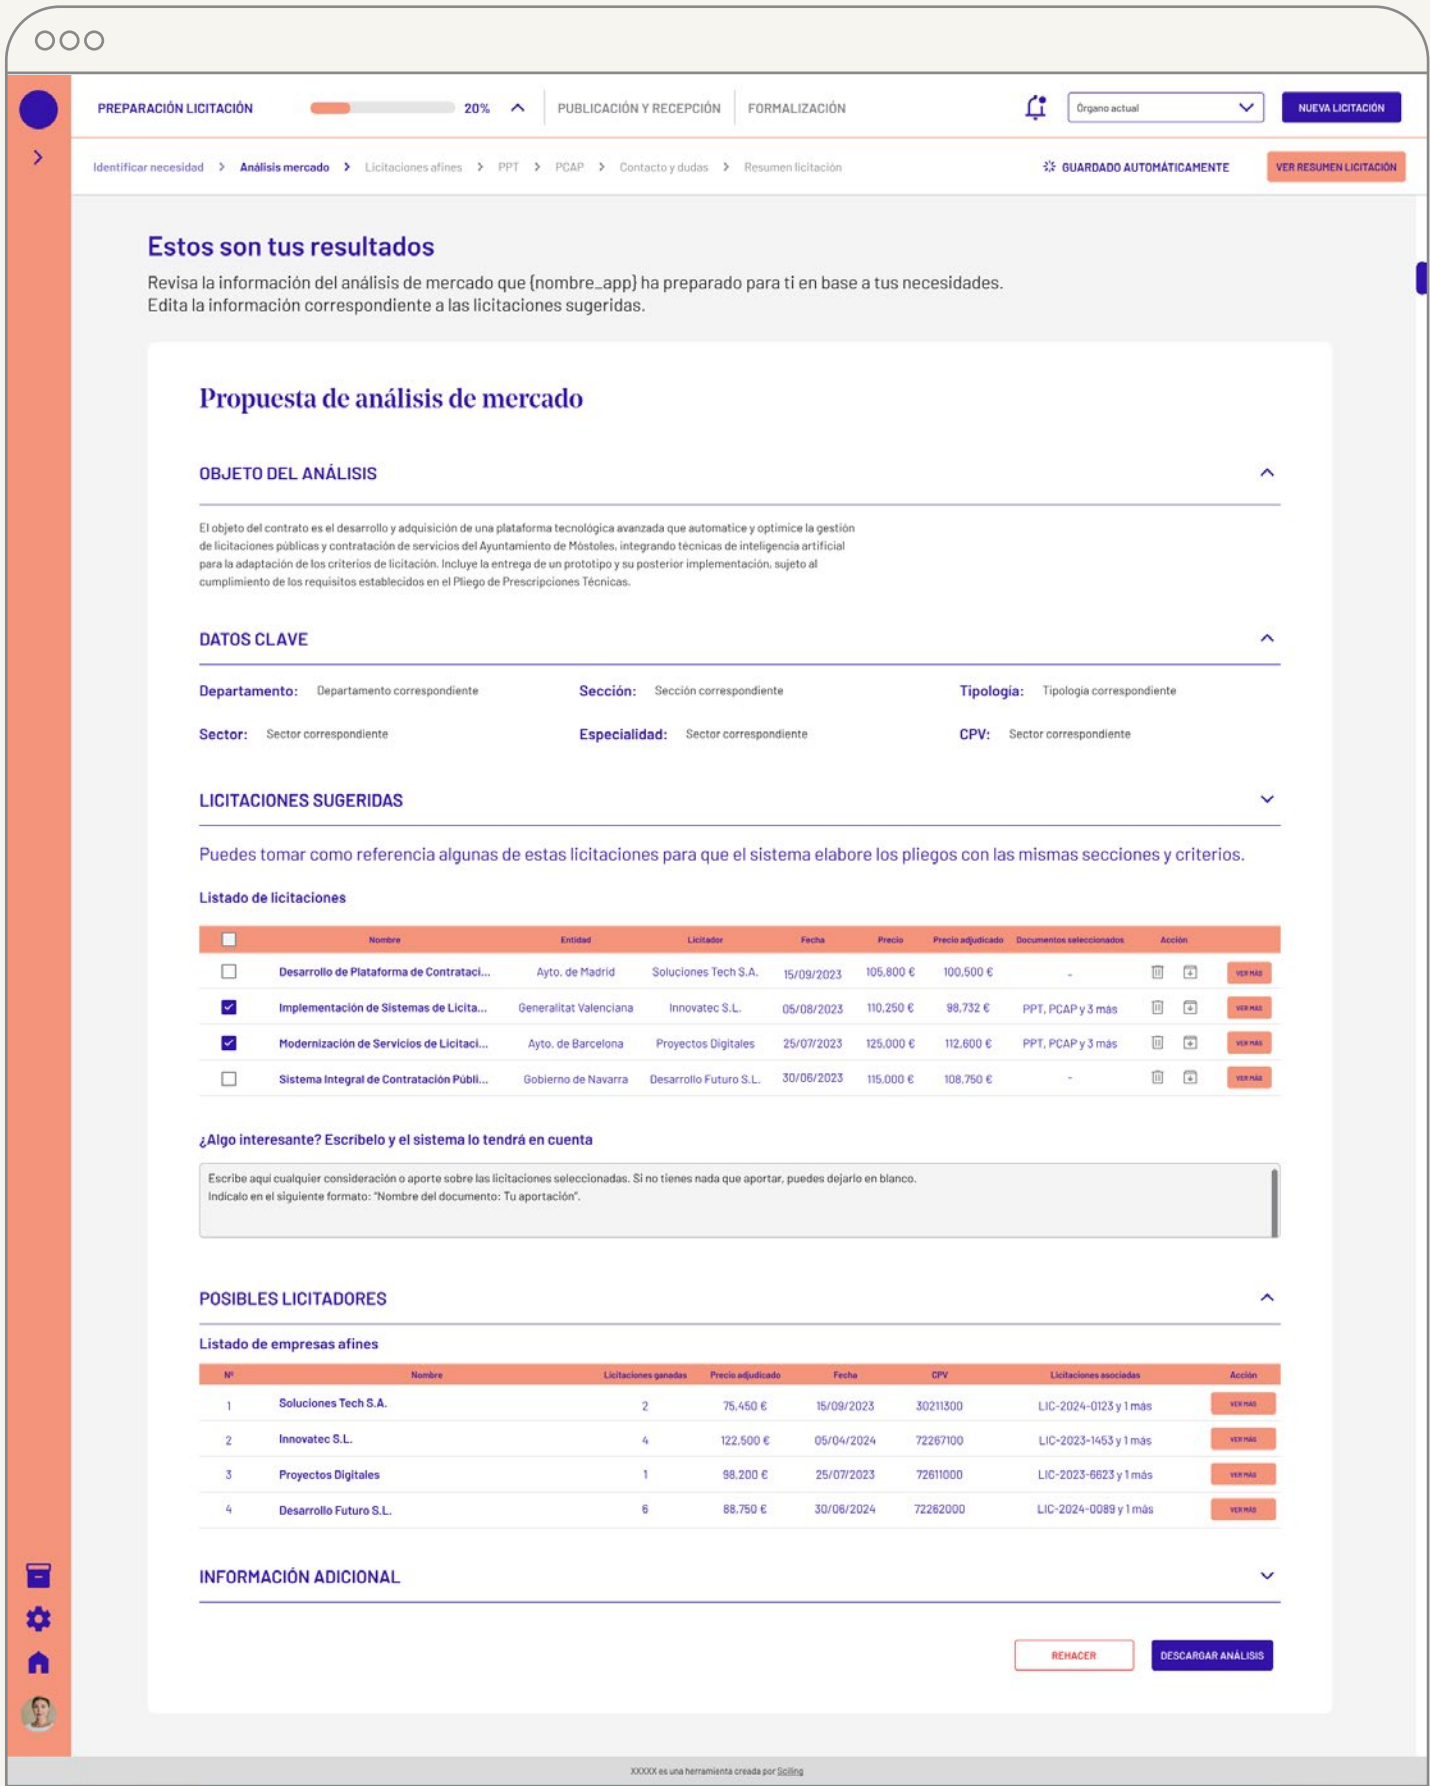 PREPARACIÓN LICITACIÓN 20% PUBLICACIÓN Y RECEPCIÓN FORMALIZACIÓN Órgano actual NUEVA LICITACIÓN
Identificar necesidad > Análisis mercado > Licitaciones afines > PPT > PCAP > Contacto y dudas > Resumen licitación GUARDADO AUTOMÁTICAMENTE VER RESUMEN LICITACIÓN
Estos son tus resultados
Revisa la información del análisis de mercado que {nombre_app} ha preparado para ti en base a tus necesidades.
Edita la información correspondiente a las licitaciones sugeridas.
Propuesta de análisis de mercado
OBJETO DEL ANÁLISIS
El objeto del contrato es el desarrollo y adquisición de una plataforma tecnológica avanzada que automatice y optimice la gestión
de licitaciones públicas y contratación de servicios del Ayuntamiento de Móstoles, integrando técnicas de inteligencia artificial
para la adaptación de los criterios de licitación. Incluye la entrega de un prototipo y su posterior implementación, sujeto al
cumplimiento de los requisitos establecidos en el Pliego de Prescripciones Técnicas.
DATOS CLAVE
Departamento: Departamento correspondiente Sección: Sección correspondiente Tipología: Tipología correspondiente
Sector: Sector correspondiente Especialidad: Sector correspondiente CPV: Sector correspondiente
LICITACIONES SUGERIDAS
Puedes tomar como referencia algunas de estas licitaciones para que el sistema elabore los pliegos con las mismas secciones y criterios.
Listado de licitaciones
Nombre Entidad Licitador Fecha Precio Precio adjudicado Documentos seleccionados Acción
Desarrollo de Plataforma de Contrataci... Ayto. de Madrid Soluciones Tech S.A. 15/09/2023 105,800 € 100,500 € - VER MÁS
Implementación de Sistemas de Licita... Generalitat Valenciana Innovatec S.L. 05/08/2023 110,250 € 98,732 € PPT, PCAP y 3 más VER MÁS
Modernización de Servicios de Licitaci... Ayto. de Barcelona Proyectos Digitales 25/07/2023 125,000 € 112,600 € PPT, PCAP y 3 más VER MÁS
Sistema Integral de Contratación Públi... Gobierno de Navarra Desarrollo Futuro S.L. 30/06/2023 115,000 € 108,750 € - VER MÁS
¿Algo interesante? Escríbelo y el sistema lo tendrá en cuenta
Escribe aquí cualquier consideración o aporte sobre las licitaciones seleccionadas. Si no tienes nada que aportar, puedes dejarlo en blanco.
Indícalo en el siguiente formato: "Nombre del documento: Tu aportación".
POSIBLES LICITADORES
Listado de empresas afines
Nº Nombre Licitaciones ganadas Precio adjudicado Fecha CPV Licitaciones asociadas Acción
1 Soluciones Tech S.A. 2 75,450 € 15/09/2023 30211300 LIC-2024-0123 y 1 más VER MÁS
2 Innovatec S.L. 4 122,500 € 05/04/2024 72267100 LIC-2023-1453 y 1 más VER MÁS
3 Proyectos Digitales 1 98,200 € 25/07/2023 72611000 LIC-2023-6623 y 1 más VER MÁS
4 Desarrollo Futuro S.L. 6 88,750 € 30/06/2024 72262000 LIC-2024-0089 y 1 más VER MÁS
INFORMACIÓN ADICIONAL
REHACER DESCARGAR ANÁLISIS
XXXXX es una herramienta creada por Sciling